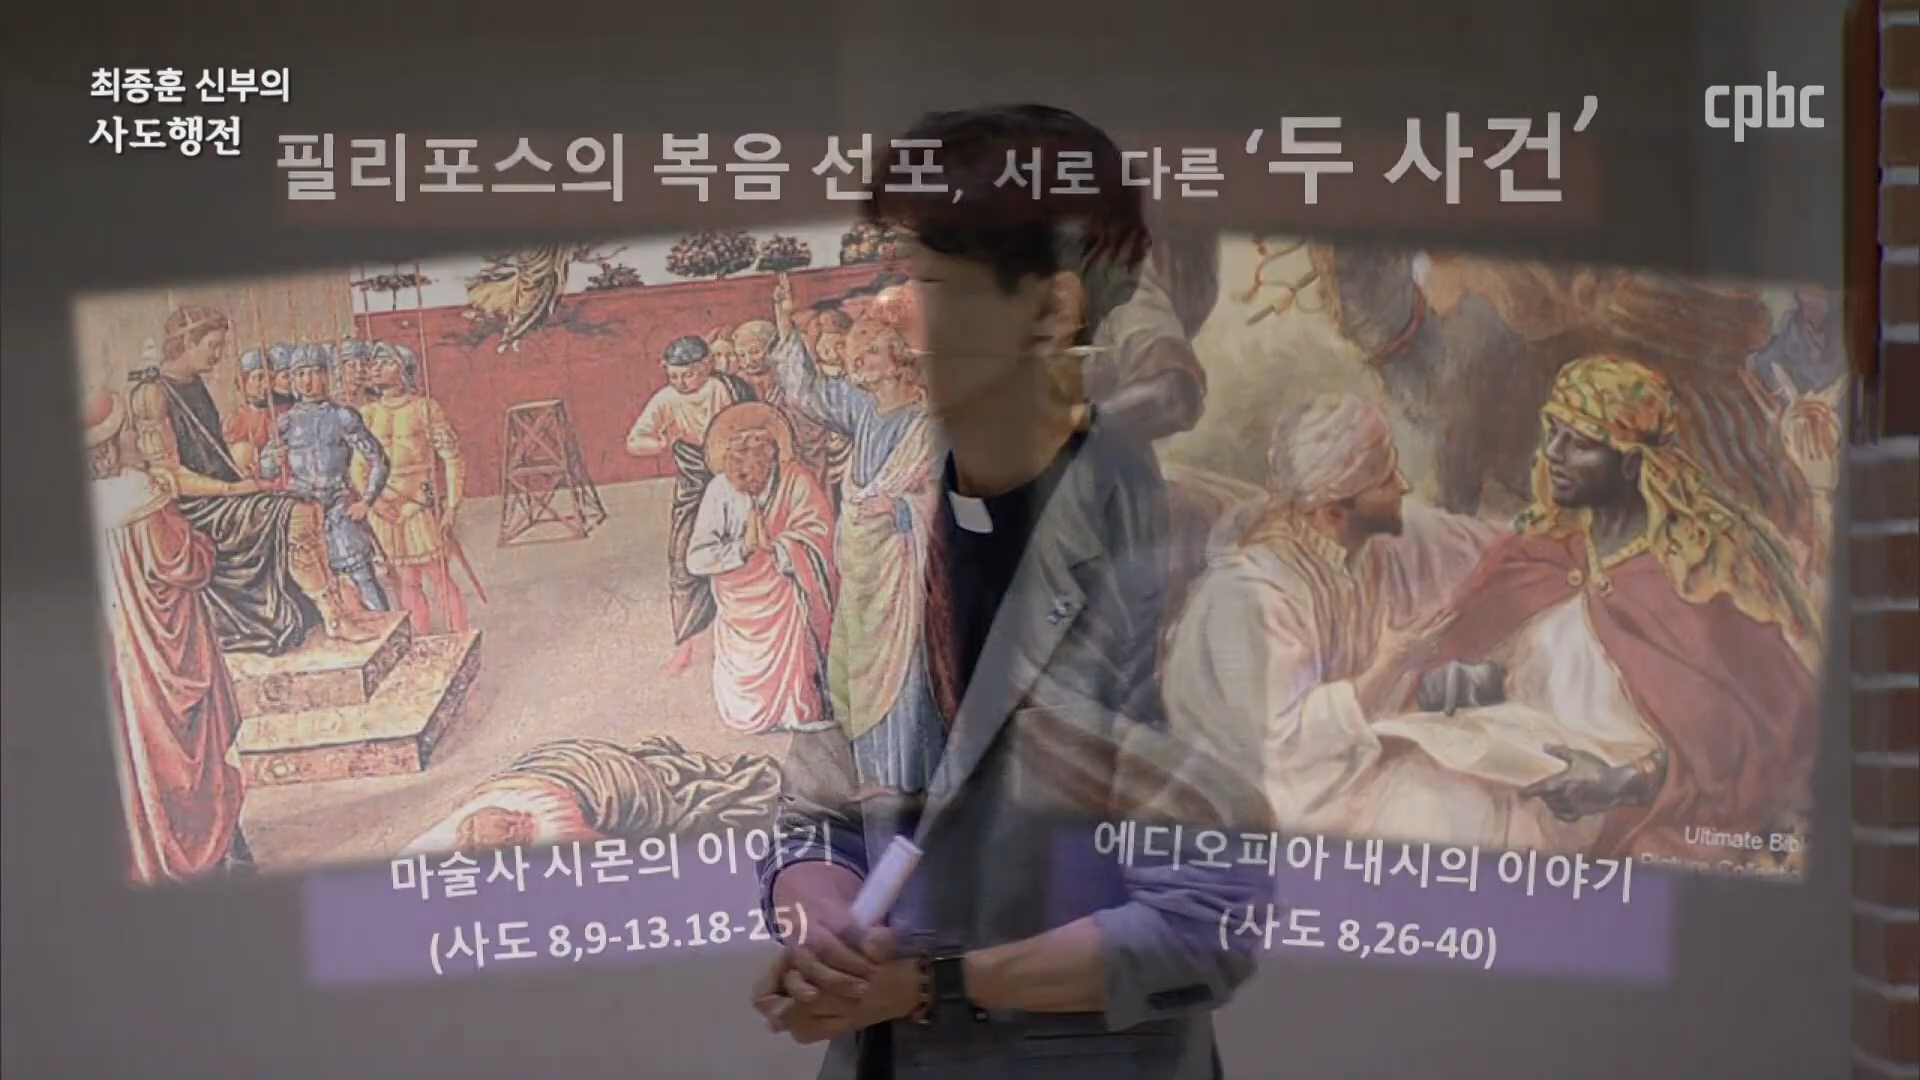 최종훈 신부의
사도행전
cpbc
필리포스의 복음 선포, 서로 다른 ‘두 사건’
마술사 시몬의 이야기
(사도 8,9-13.18-25)
에디오피아 내시의 이야기
(사도 8,26-40)
Ultimate Bib
Picture Collectio